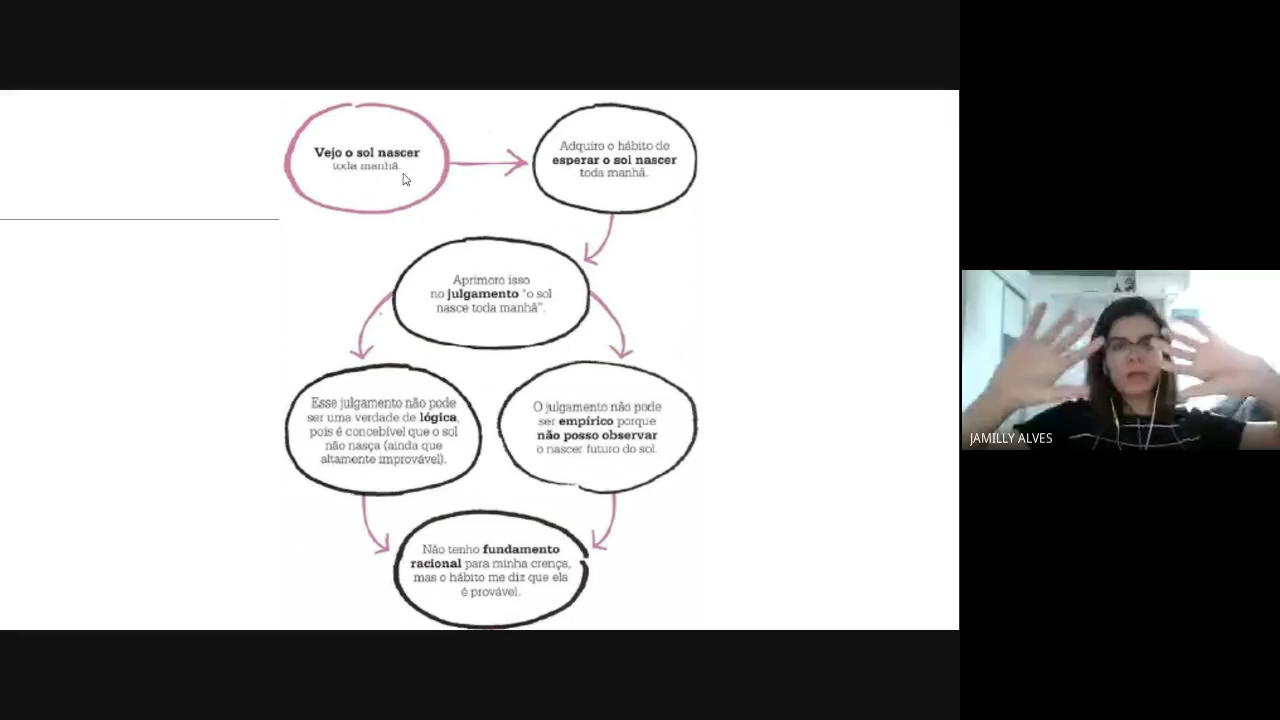 Vejo o sol nascer
toda manhã.
Adquiro o hábito de
esperar o sol nascer
toda manhã.
Aprimoro isso
no julgamento "o sol
nasce toda manhã".
Esse julgamento não pode
ser uma verdade de lógica,
pois é concebível que o sol
não nasça (ainda que
altamente improvável).
O julgamento não pode
ser empírico porque
não posso observar
o nascer futuro do sol.
Não tenho fundamento
racional para minha crença,
mas o hábito me diz que ela
é provável.
JAMILLY ALVES